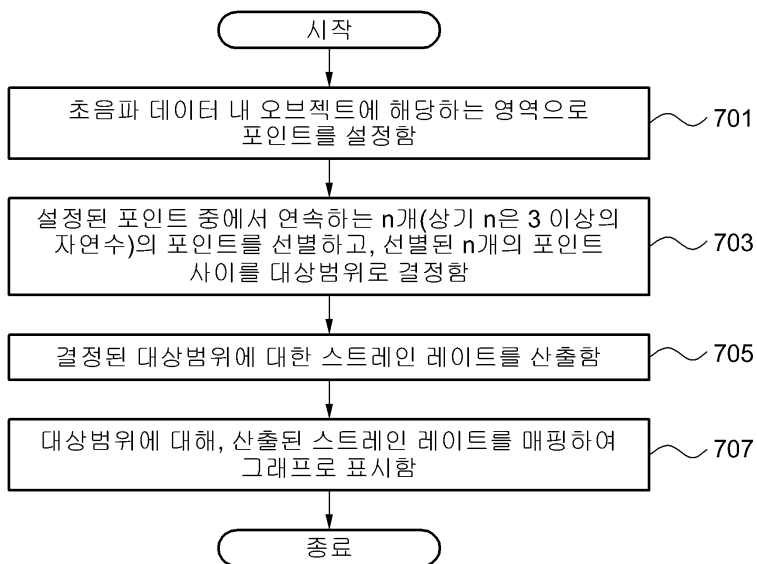 시작
초음파 데이터 내 오브젝트에 해당하는 영역으로
포인트를 설정함
701
설정된 포인트 중에서 연속하는 n개(상기 n은 3 이상의
자연수)의 포인트를 선별하고, 선별된 n개의 포인트
사이를 대상범위로 결정함
703
결정된 대상범위에 대한 스트레인 레이트를 산출함
705
대상범위에 대해, 산출된 스트레인 레이트를 매핑하여
그래프로 표시함
707
종료